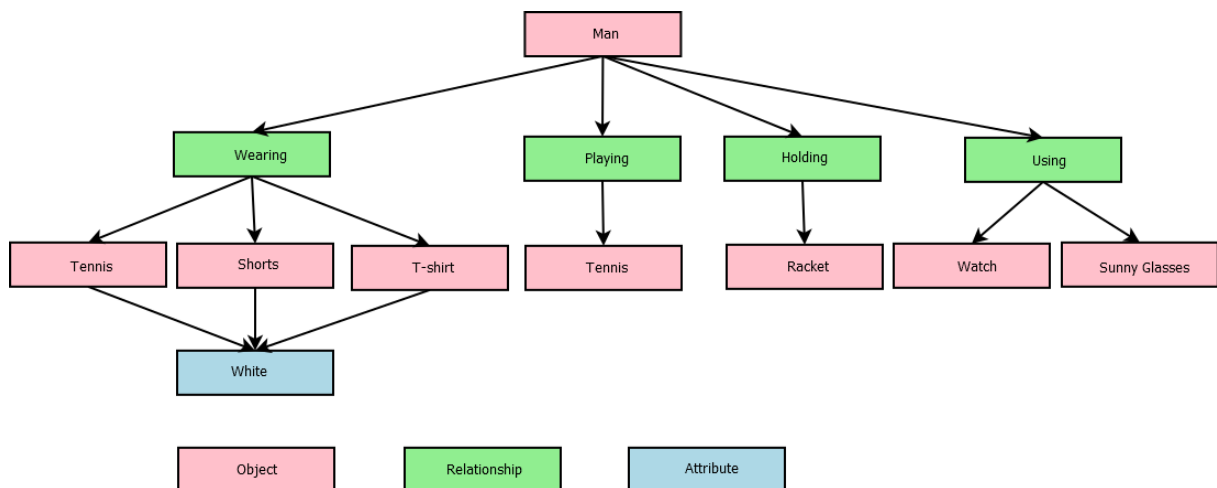 Man
Wearing
Playing
Holding
Using
Tennis
Shorts
T-shirt
Tennis
Racket
Watch
Sunny Glasses
White
Object
Relationship
Attribute